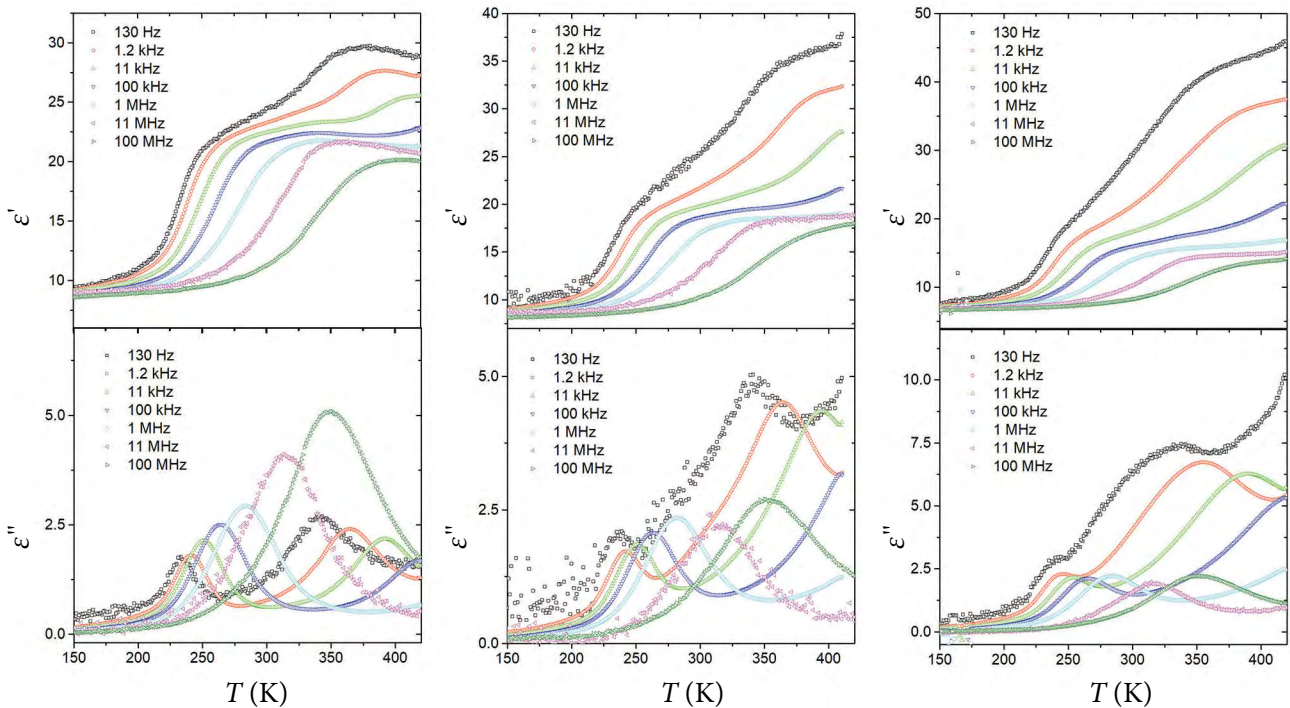 30
25
20
15
10
ε'
130 Hz
1.2 kHz
11 kHz
100 kHz
1 MHz
11 MHz
100 MHz
40
35
30
25
20
15
10
ε'
130 Hz
1.2 kHz
11 kHz
100 kHz
1 MHz
11 MHz
100 MHz
50
40
30
20
10
ε'
130 Hz
1.2 kHz
11 kHz
100 kHz
1 MHz
11 MHz
100 MHz
5.0
2.5
0.0
ε"
130 Hz
1.2 kHz
11 kHz
100 kHz
1 MHz
11 MHz
100 MHz
150 200 250 300 350 400
T (K)
5.0
2.5
0.0
ε"
130 Hz
1.2 kHz
11 kHz
100 kHz
1 MHz
11 MHz
100 MHz
150 200 250 300 350 400
T (K)
10.0
7.5
5.0
2.5
0.0
ε"
130 Hz
1.2 kHz
11 kHz
100 kHz
1 MHz
11 MHz
100 MHz
150 200 250 300 350 400
T (K)